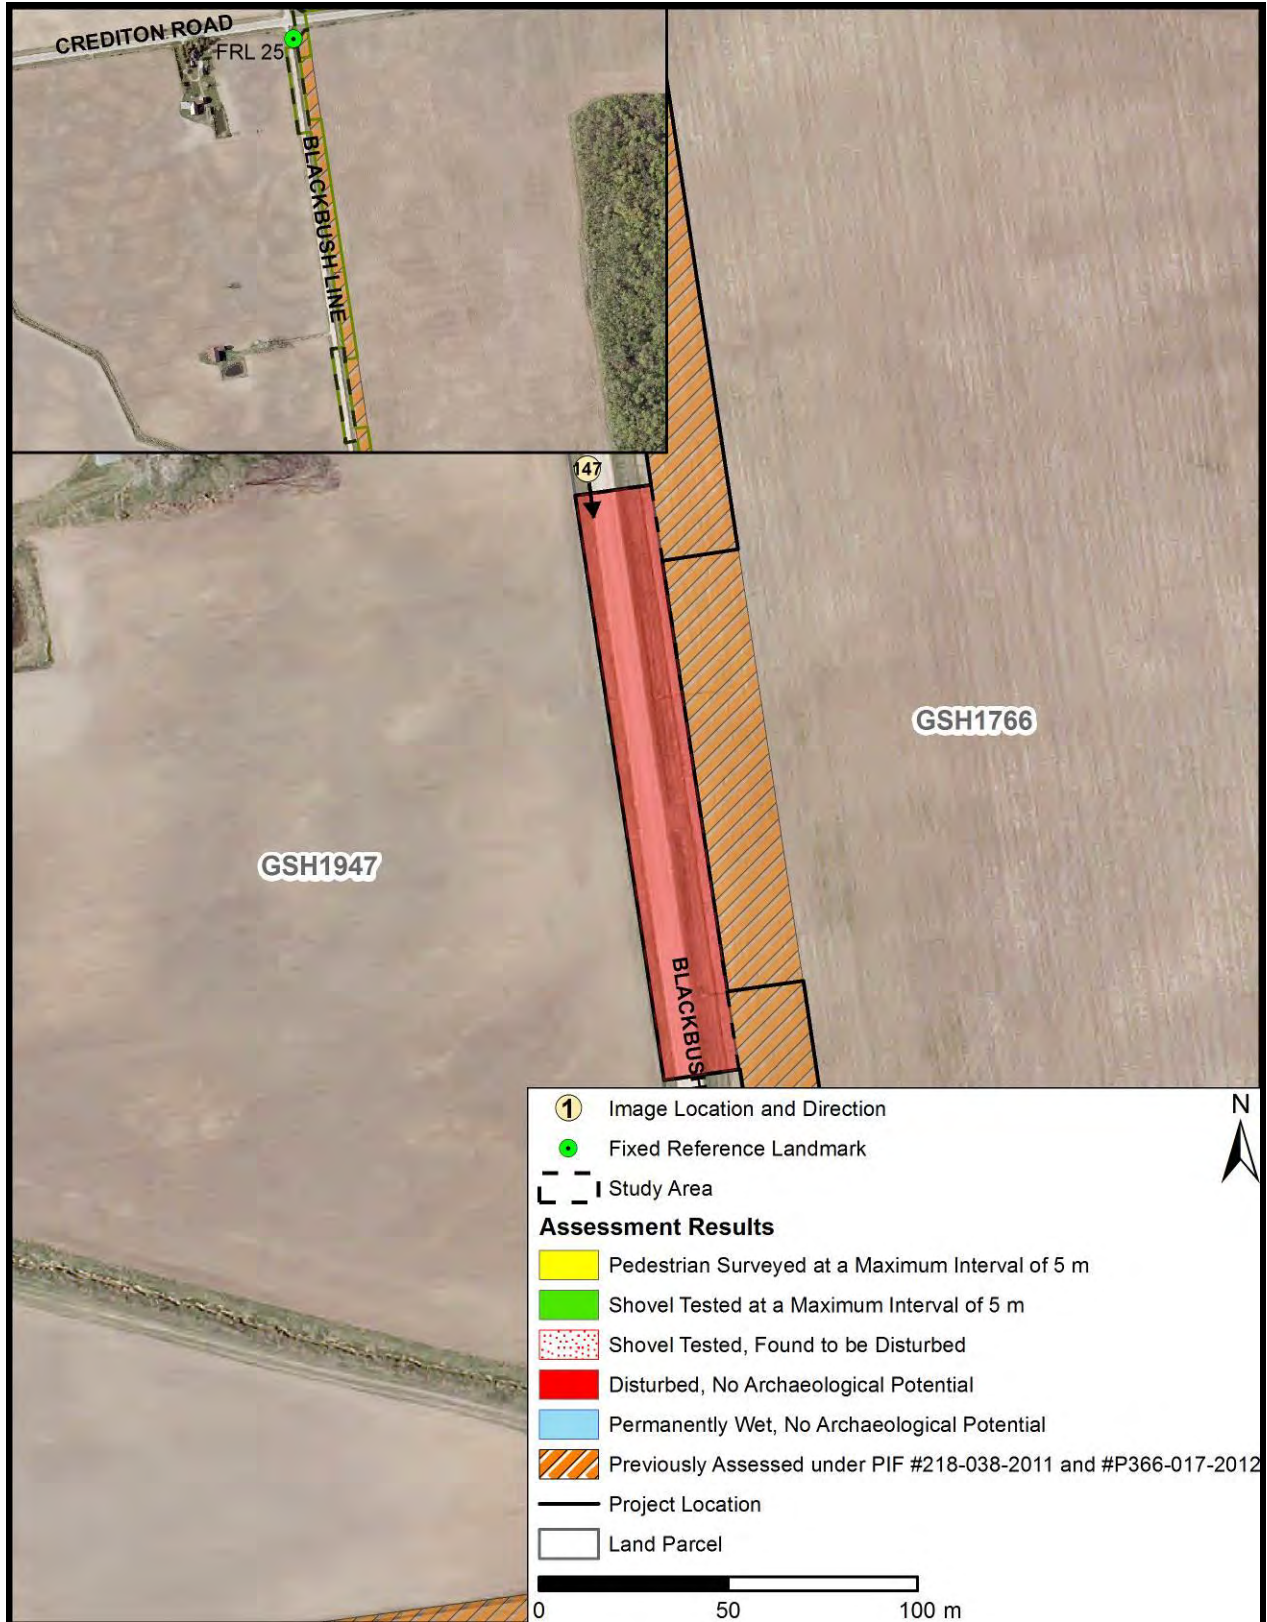 CREDITON ROAD
FRL 25
BLACKBUSH LINE
147
GSH1766
GSH1947
BLACKBUSH
1 Image Location and Direction
N
Fixed Reference Landmark
Study Area
Assessment Results
Pedestrian Surveyed at a Maximum Interval of 5 m
Shovel Tested at a Maximum Interval of 5 m
Shovel Tested, Found to be Disturbed
Disturbed, No Archaeological Potential
Permanently Wet, No Archaeological Potential
Previously Assessed under PIF #218-038-2011 and #P366-017-2012
Project Location
Land Parcel
0 50 100 m